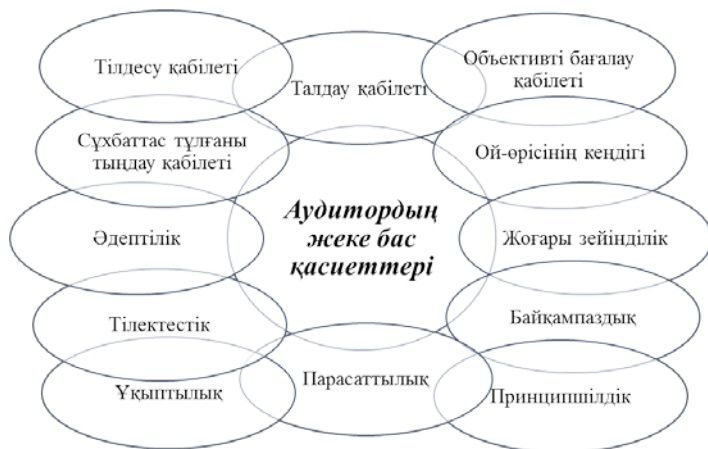 Тілдесу қабілеті
Талдау қабілеті
Объективті бағалау
қабілеті
Сұхбаттас тұлғаны
тыңдау қабілеті
Ой-өрісінің кеңдігі
Аудитордың
жеке бас
қасиеттері
Әдептілік
Жоғары зейінділік
Тілектестік
Байқампаздық
Ұқыптылық
Парасаттылық
Принципшілдік